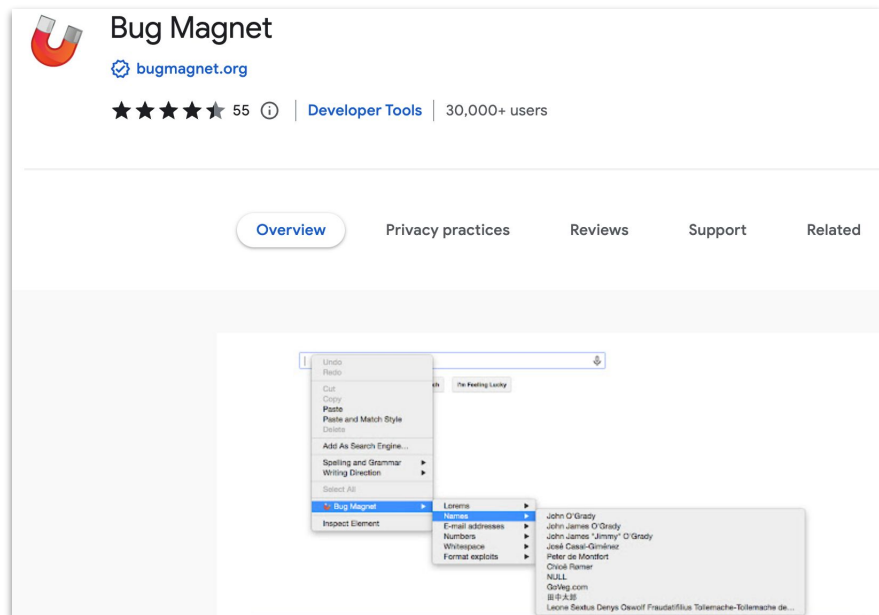 Bug Magnet
bugmagnet.org
55 Developer Tools 30,000+ users
Overview Privacy practices Reviews Support Related
Undo
Redo
Cut
Copy
Paste
Paste and Match Style
Delete
Add As Search Engine...
Spelling and Grammar
Writing Direction
Select All
Bug Magnet
Inspect Element
ch
I'm Feeling Lucky
Lorems
Names
E-mail addresses
Numbers
Whitespace
Format exploits
John O'Grady
John James O'Grady
John James "Jimmy" O'Grady
José Casal-Giménez
Peter de Montfort
Chloë Rømer
NULL
GoVeg.com
田中太郎
Leone Sextus Denys Oswolf Fraudatifilius Tollemache-Tollemache de...